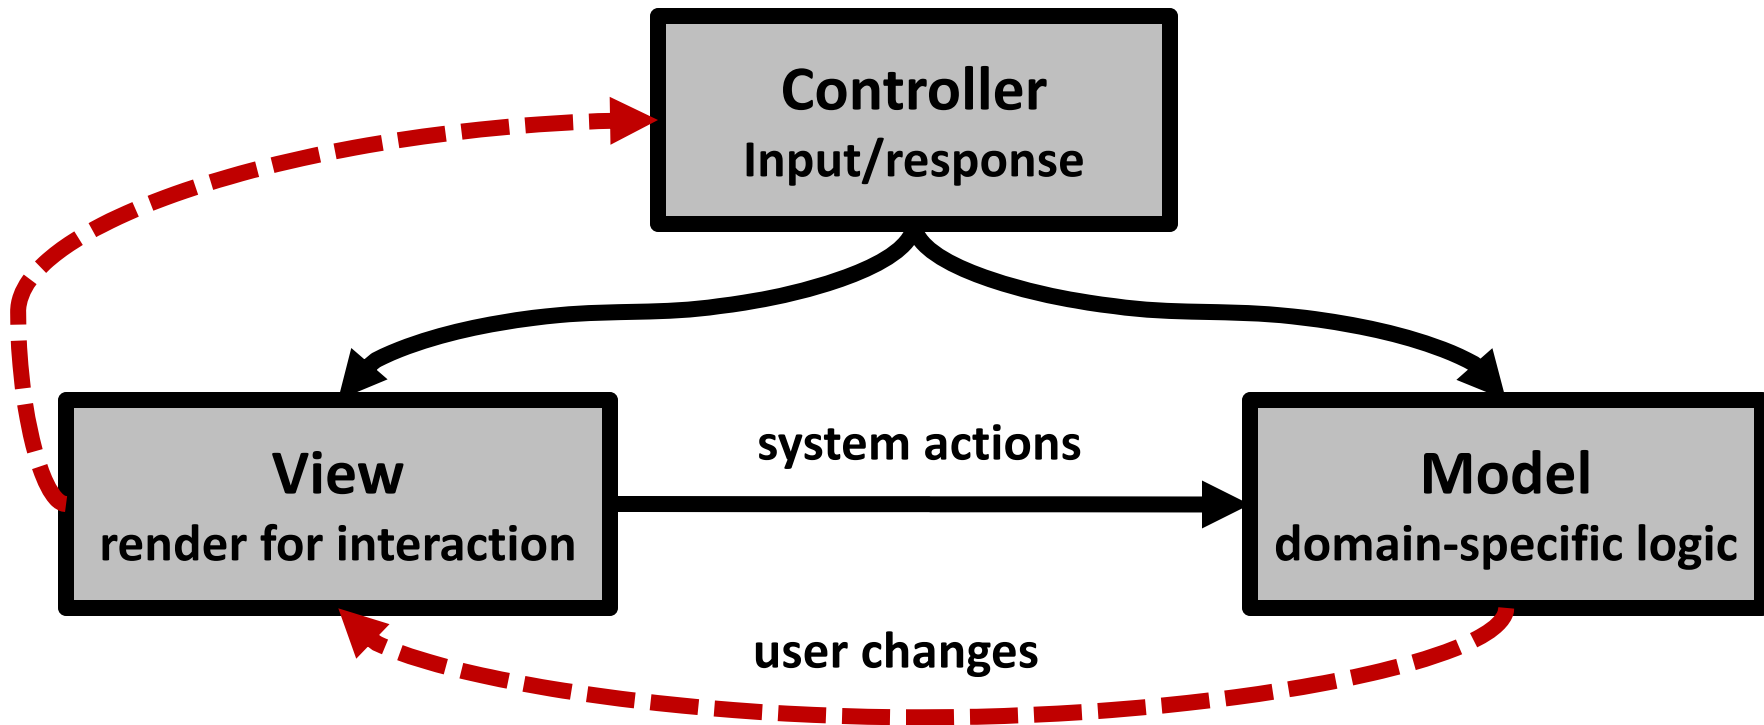 Controller
Input/response
system actions
View
render for interaction
Model
domain-specific logic
user changes